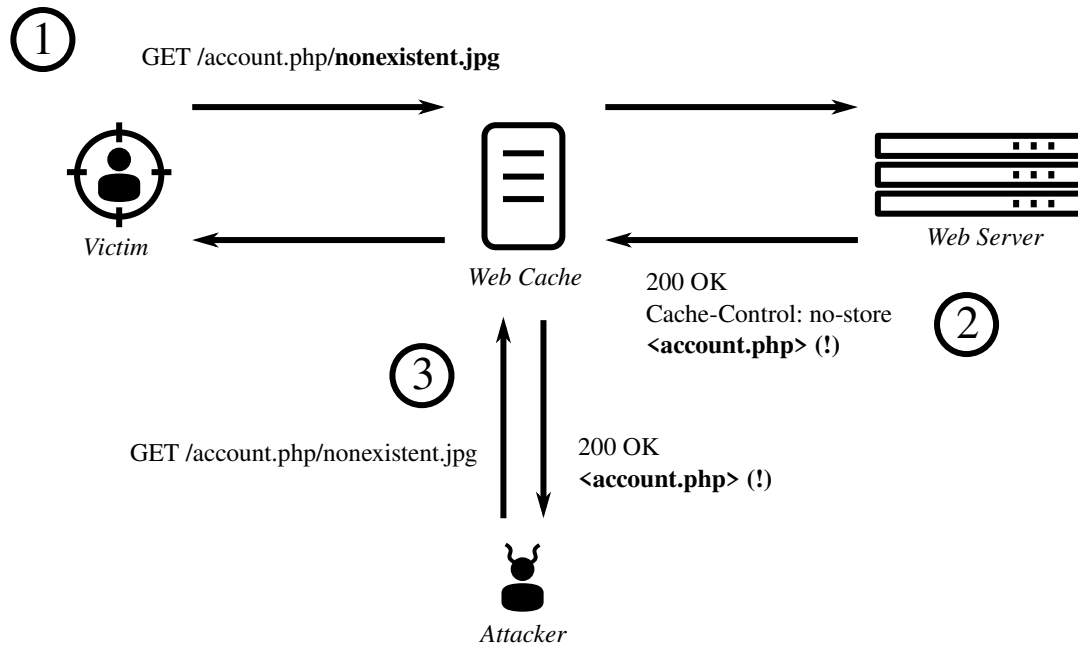 1
GET /account.php/nonexistent.jpg
Victim
Web Cache
Web Server
200 OK
Cache-Control: no-store
<account.php> (!)
2
3
GET /account.php/nonexistent.jpg
200 OK
<account.php> (!)
Attacker